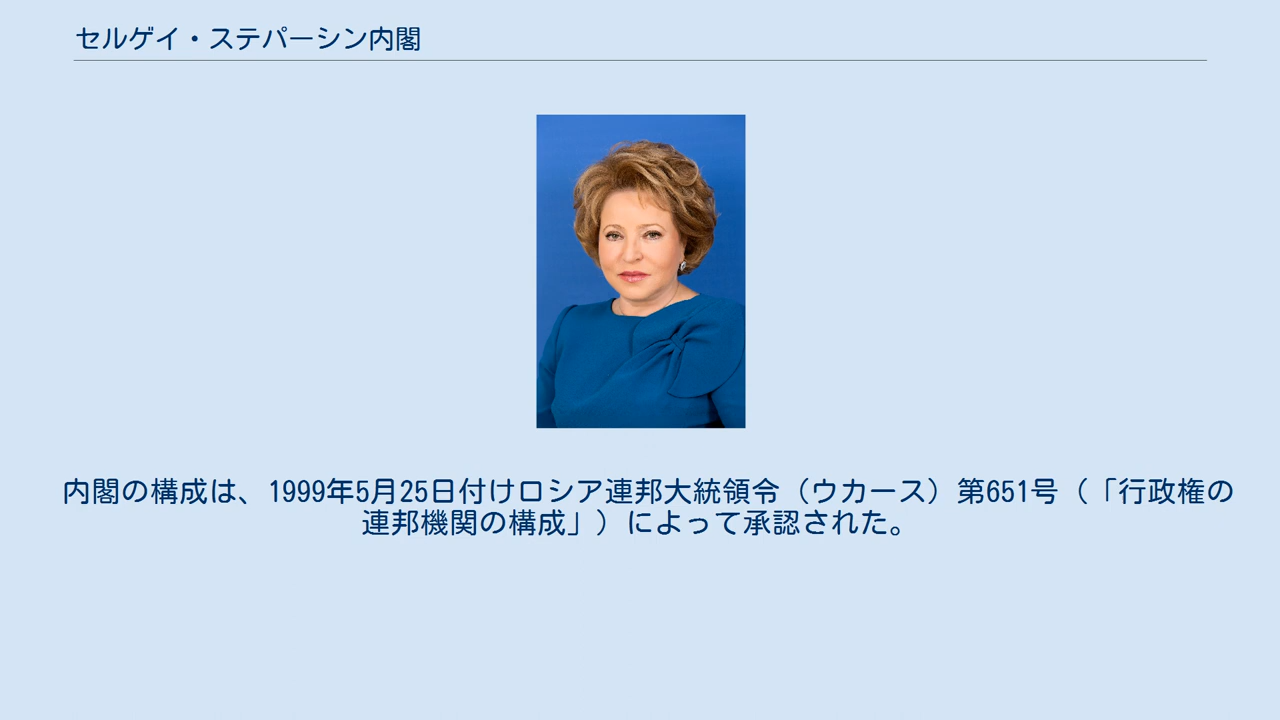 セルゲイ・ステパーシン内閣
内閣の構成は、1999年5月25日付けロシア連邦大統領令（ウカース）第651号（「行政権の
連邦機関の構成」）によって承認された。